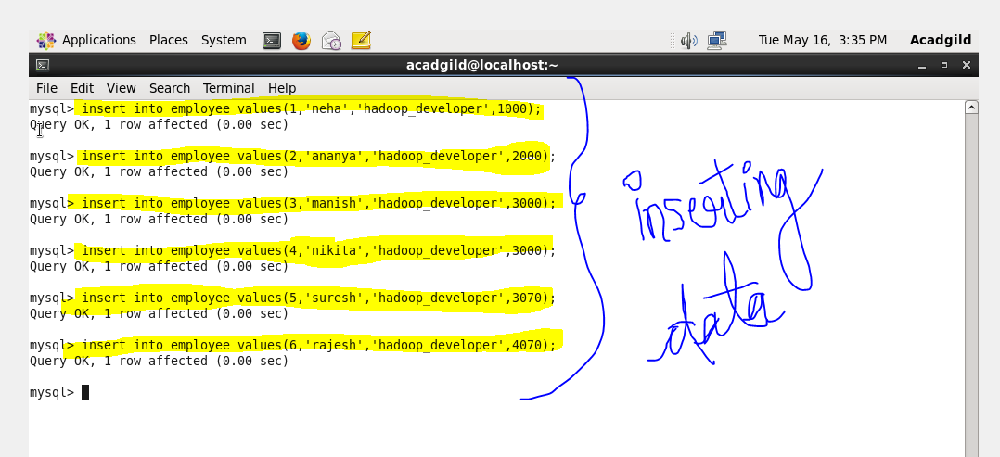 Applications Places System Tue May 16, 3:35 PM Acadgild
acadgild@localhost:~
File Edit View Search Terminal Help
mysql> insert into employee values(1,'neha','hadoop_developer',1000);
Query OK, 1 row affected (0.00 sec)
mysql> insert into employee values(2,'ananya','hadoop_developer',2000);
Query OK, 1 row affected (0.00 sec)
mysql> insert into employee values(3,'manish','hadoop_developer',3000);
Query OK, 1 row affected (0.00 sec)
mysql> insert into employee values(4,'nikita','hadoop_developer',3000);
Query OK, 1 row affected (0.00 sec)
mysql> insert into employee values(5,'suresh','hadoop_developer',3070);
Query OK, 1 row affected (0.00 sec)
mysql> insert into employee values(6,'rajesh','hadoop_developer',4070);
Query OK, 1 row affected (0.00 sec)
mysql>
inserting
data